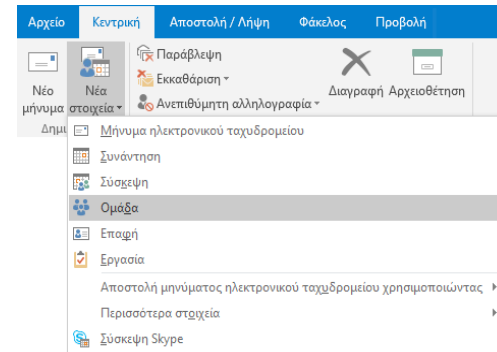 Αρχείο Κεντρική Αποστολή / Λήψη Φάκελος Προβολή
Νέο μήνυμα
Νέα στοιχεία
Παράβλεψη
Εκκαθάριση
Ανεπιθύμητη αλληλογραφία
Διαγραφή Αρχειοθέτηση
Δημι
Μήνυμα ηλεκτρονικού ταχυδρομείου
Συνάντηση
Σύσκεψη
Ομάδα
Επαφή
Εργασία
Αποστολή μηνύματος ηλεκτρονικού ταχυδρομείου χρησιμοποιώντας
Περισσότερα στοιχεία
Σύσκεψη Skype